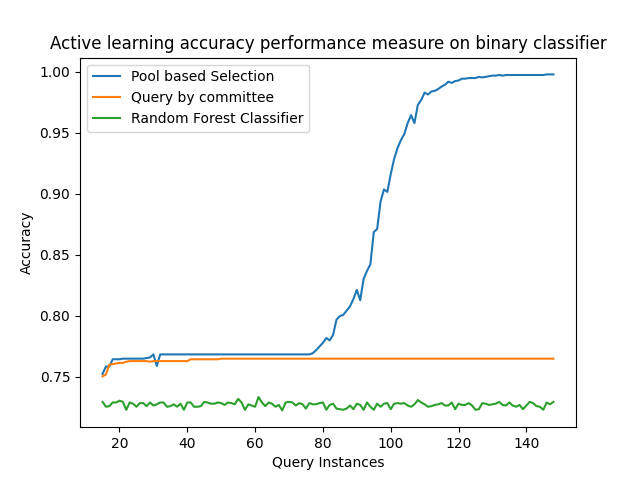 Active learning accuracy performance measure on binary classifier
Pool based Selection
Query by committee
Random Forest Classifier
1.00
0.95
0.90
0.85
0.80
0.75
Accuracy
20 40 60 80 100 120 140
Query Instances